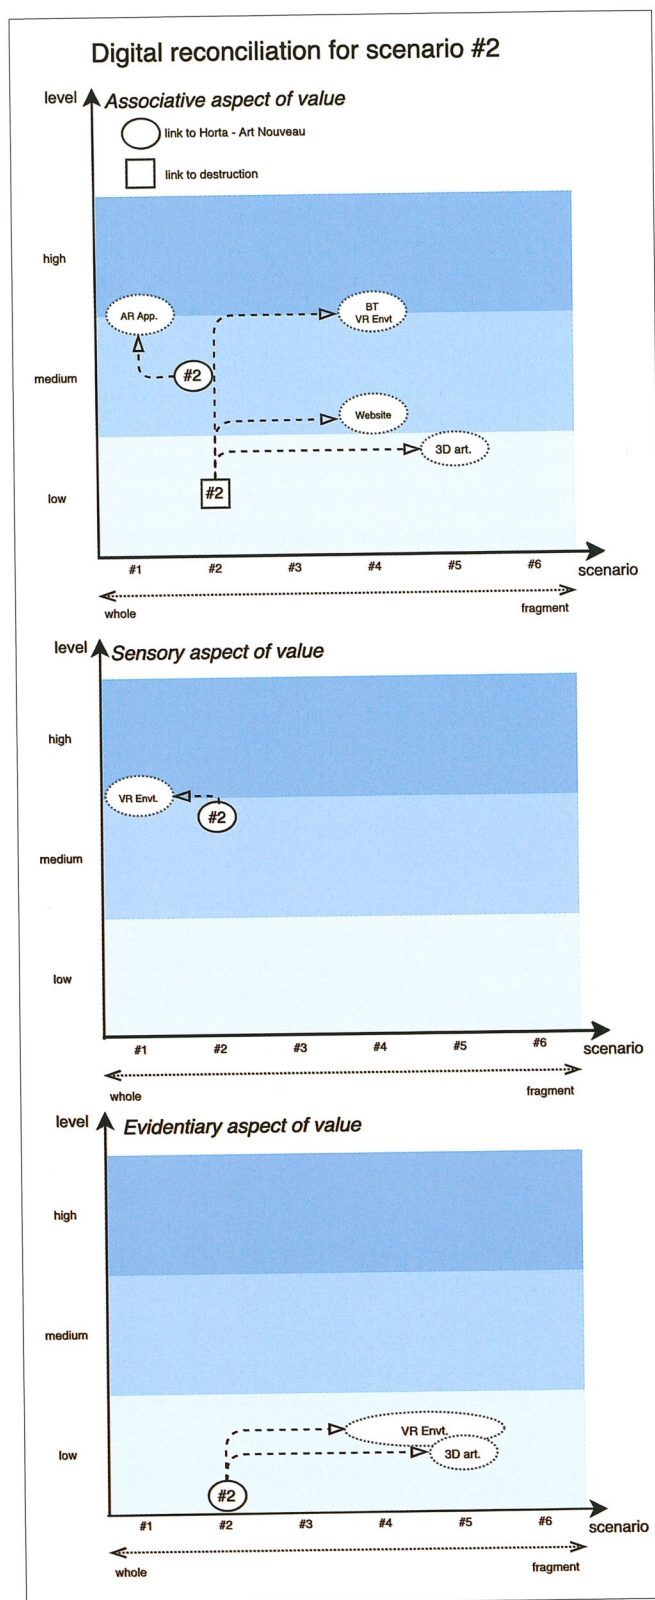 Digital reconciliation for scenario #2
level
Associative aspect of value
link to Horta - Art Nouveau
link to destruction
high
AR App.
BT
VR Envt
medium
#2
Website
3D art.
low
#2
#1 #2 #3 #4 #5 #6
scenario
whole
fragment
level
Sensory aspect of value
high
VR Envt.
#2
medium
low
#1 #2 #3 #4 #5 #6
scenario
whole
fragment
level
Evidentiary aspect of value
high
medium
VR Envt.
low
3D art.
#2
#1 #2 #3 #4 #5 #6
scenario
whole
fragment